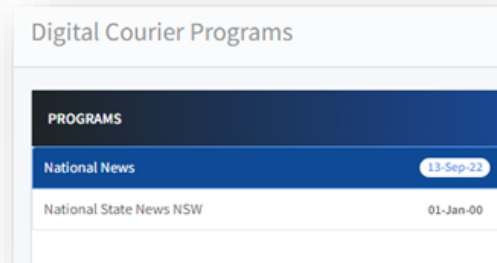 Digital Courier Programs
PROGRAMS
National News 13-Sep-22
National State News NSW 01-Jan-00